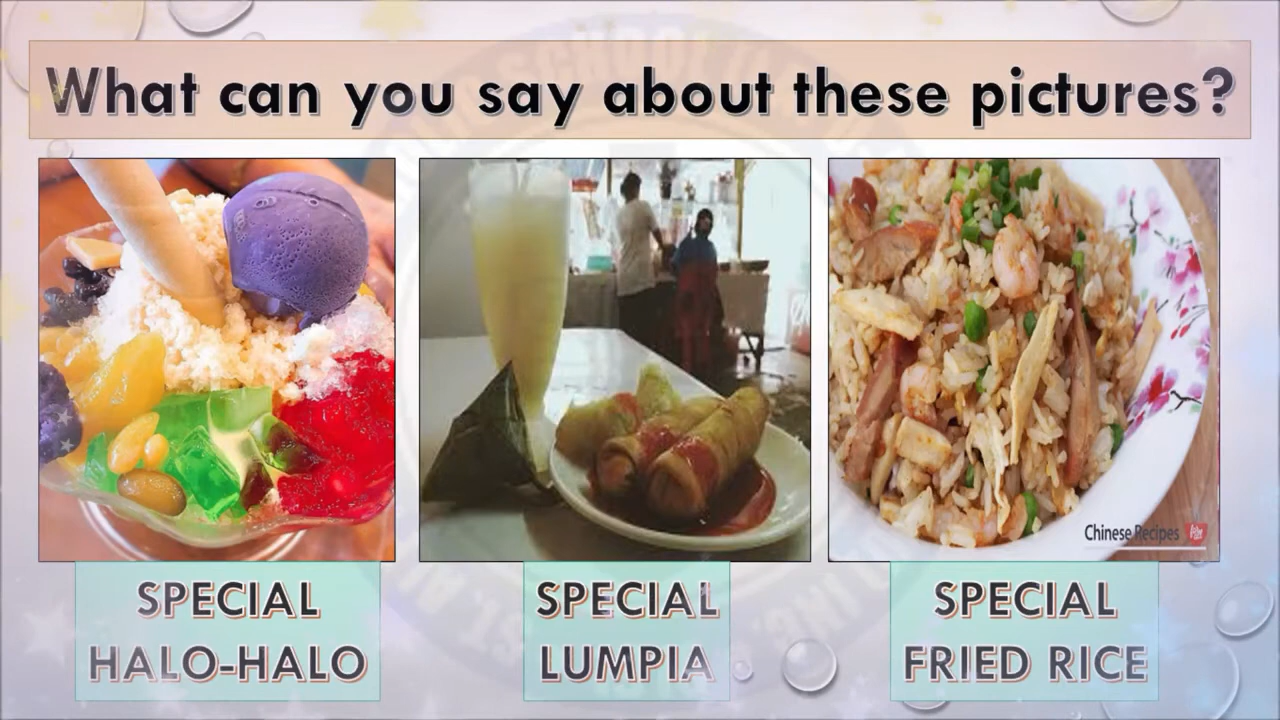 What can you say about these pictures?
Chinese Recipes
SPECIAL
HALO-HALO
SPECIAL
LUMPIA
SPECIAL
FRIED RICE